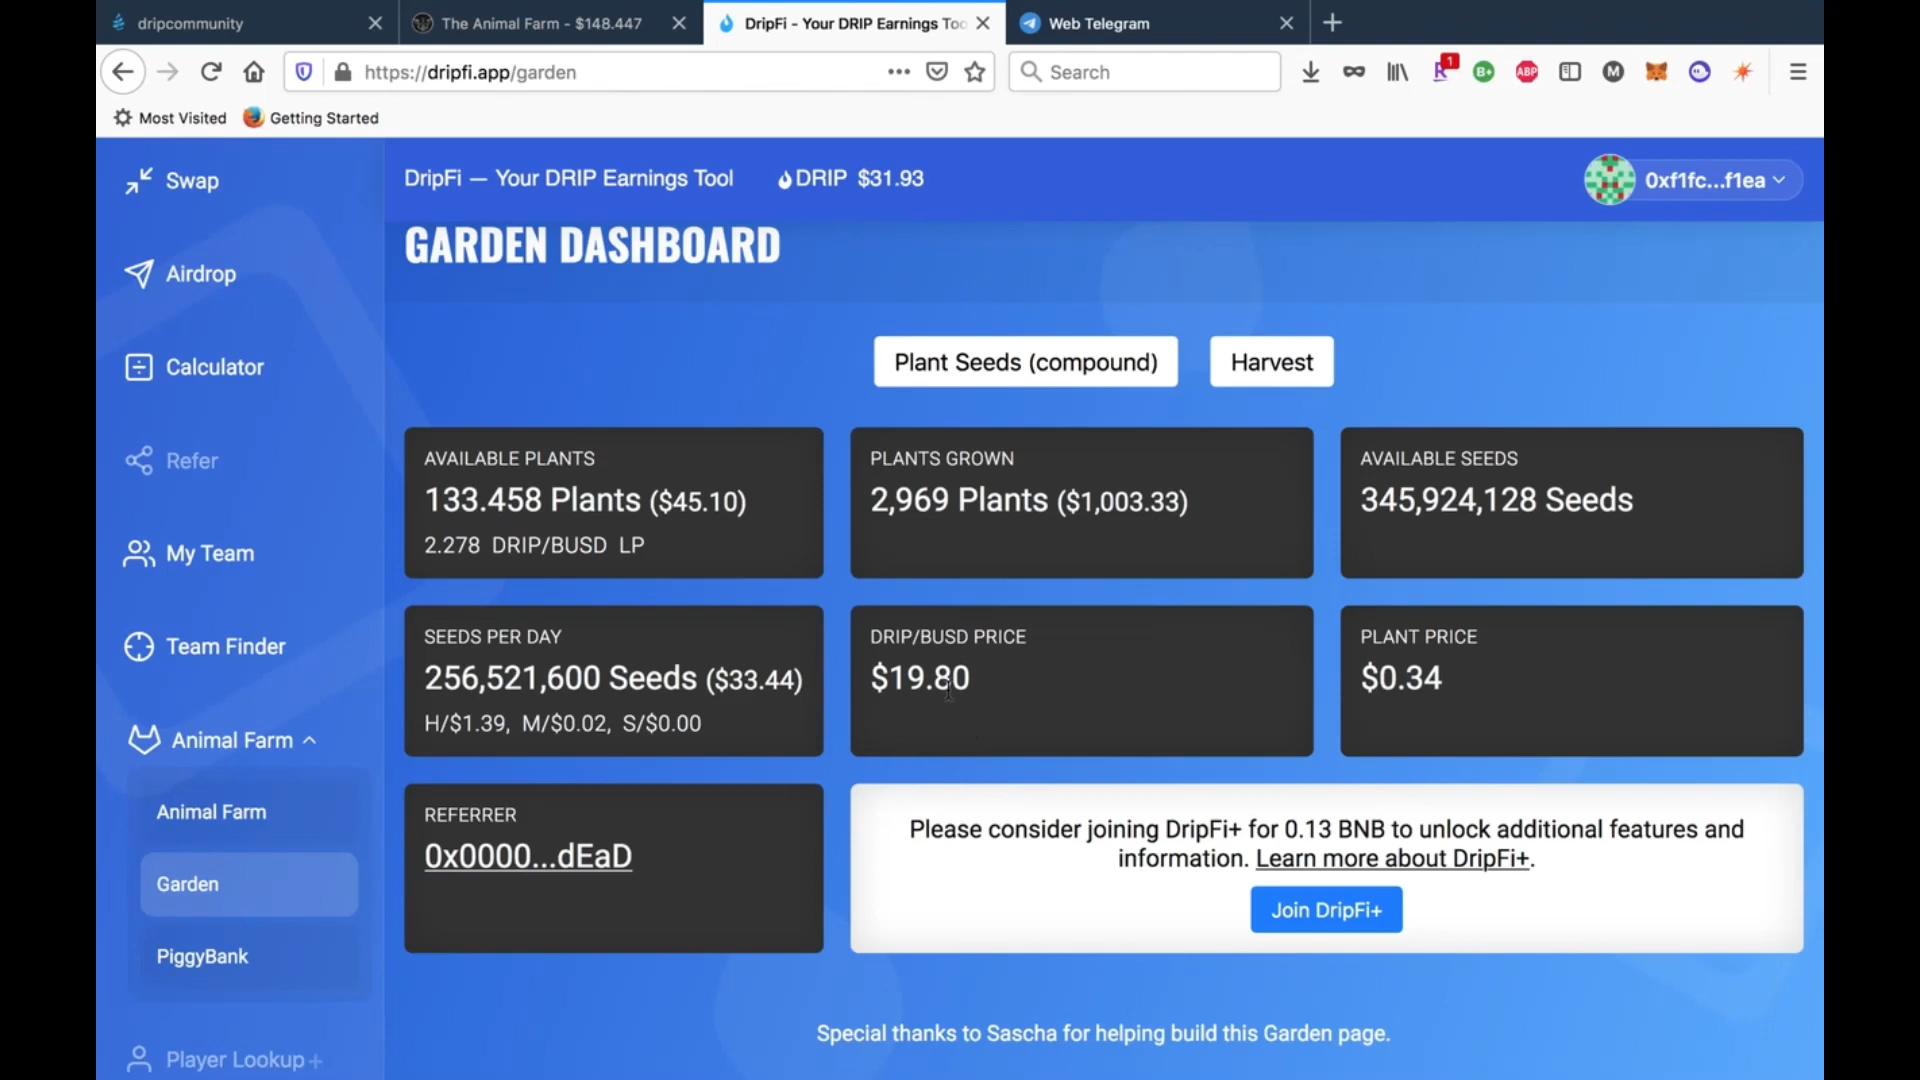 dripcommunity
The Animal Farm - $148.447
DripFi - Your DRIP Earnings Too
Web Telegram
https://dripfi.app/garden
Search
1
B+
ABP
M
Most Visited
Getting Started
Swap
Airdrop
Calculator
Refer
My Team
Team Finder
Animal Farm
Animal Farm
Garden
PiggyBank
Player Lookup+
DripFi — Your DRIP Earnings Tool
DRIP $31.93
0xf1fc...f1ea
GARDEN DASHBOARD
Plant Seeds (compound)
Harvest
AVAILABLE PLANTS
133.458 Plants ($45.10)
2.278 DRIP/BUSD LP
PLANTS GROWN
2,969 Plants ($1,003.33)
AVAILABLE SEEDS
345,924,128 Seeds
SEEDS PER DAY
256,521,600 Seeds ($33.44)
H/$1.39, M/$0.02, S/$0.00
DRIP/BUSD PRICE
$19.80
PLANT PRICE
$0.34
REFERRER
0x0000...dEaD
Please consider joining DripFi+ for 0.13 BNB to unlock additional features and
information. Learn more about DripFi+.
Join DripFi+
Special thanks to Sascha for helping build this Garden page.